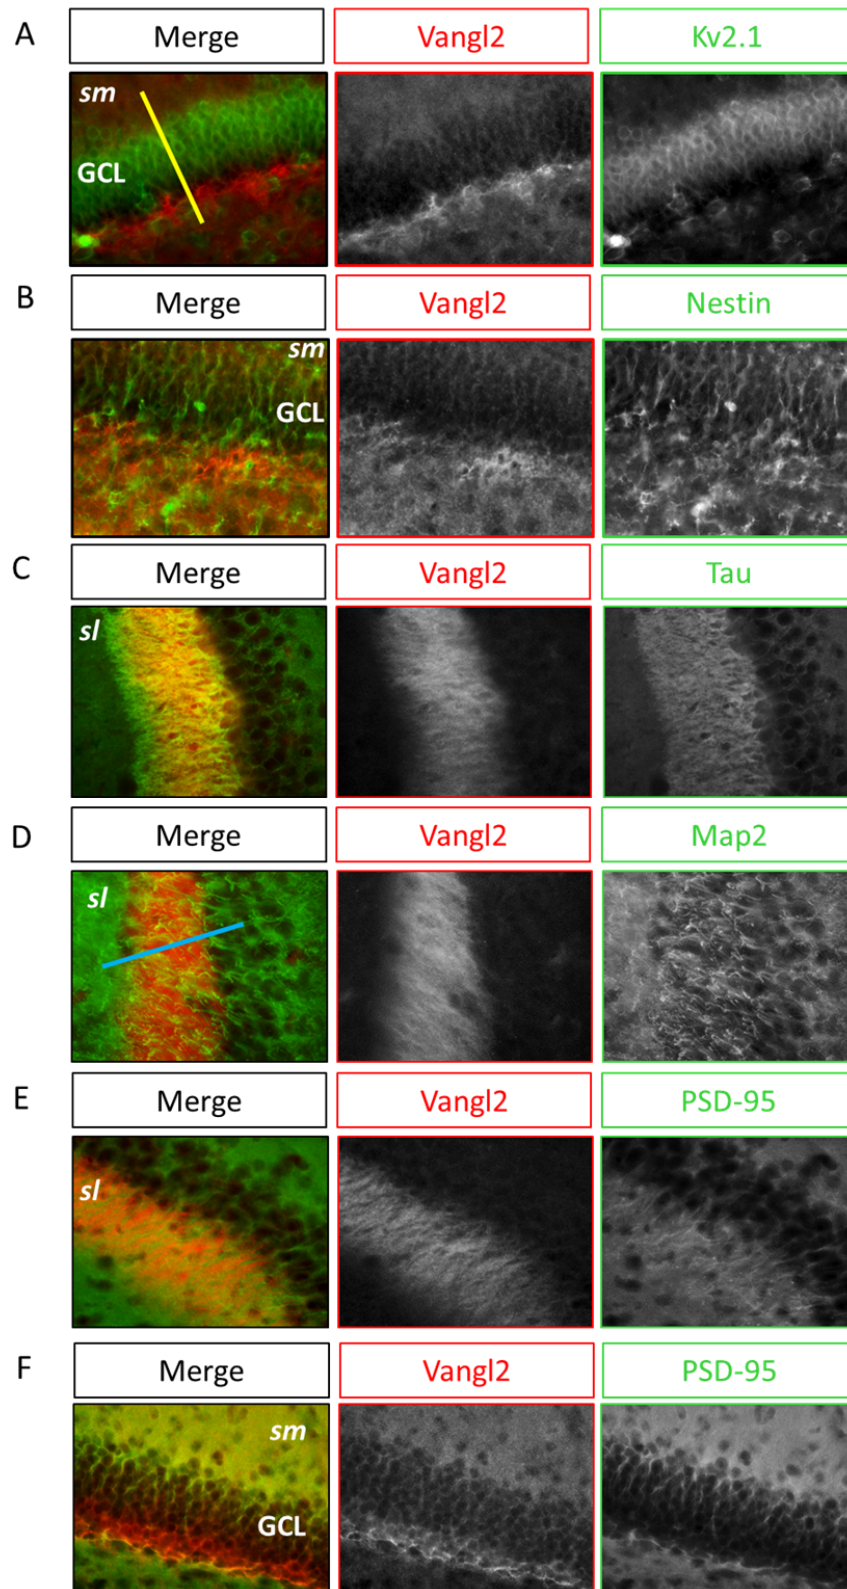 A
Merge
Vangl2
Kv2.1
sm
GCL
B
Merge
Vangl2
Nestin
sm
GCL
C
Merge
Vangl2
Tau
sl
D
Merge
Vangl2
Map2
sl
E
Merge
Vangl2
PSD-95
sl
F
Merge
Vangl2
PSD-95
sm
GCL